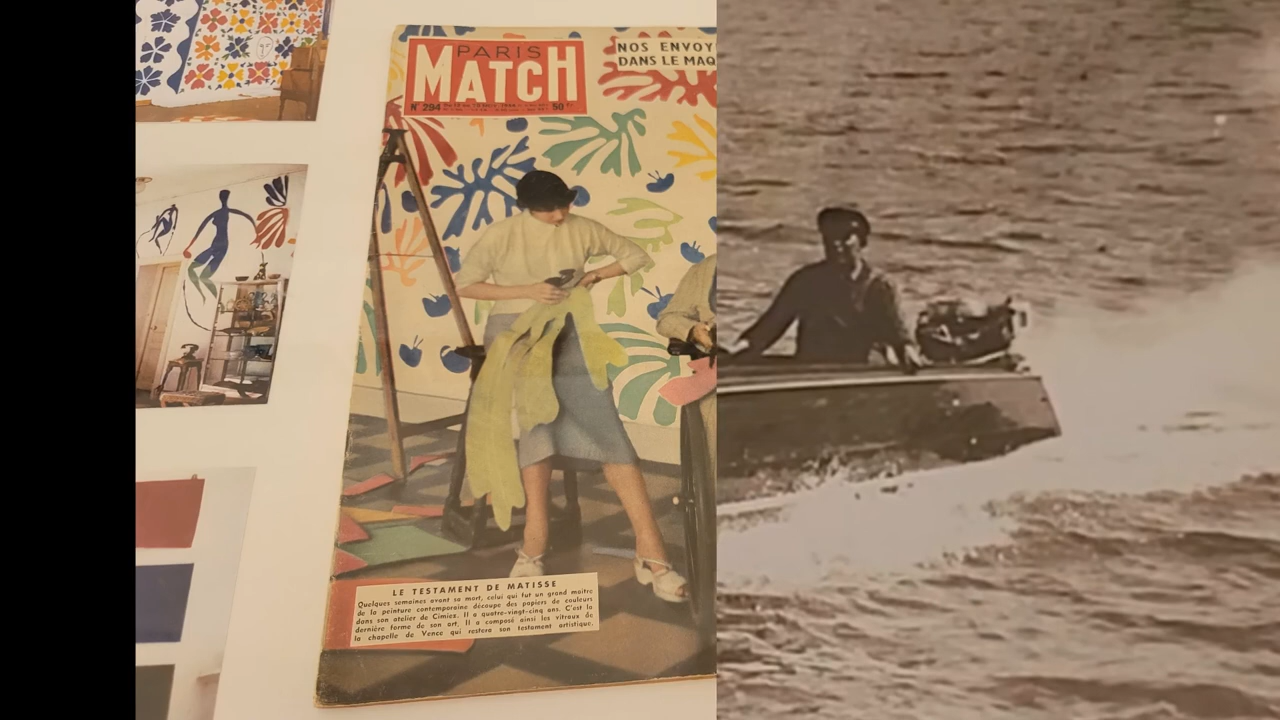 PARIS
MATCH
N° 294
50 Fr.
NOS ENVOY
DANS LE MAQ
LE TESTAMENT DE MATISSE
Quelques semaines avant sa mort, celui qui fut un grand maître
de la peinture contemporaine découpe des papiers de couleurs
dans son atelier de Cimiez. Il a quatre-vingt-cinq ans. C'est la
dernière forme de son art. Il a composé ainsi les vitraux de
la chapelle de Vence qui restera son testament artistique.